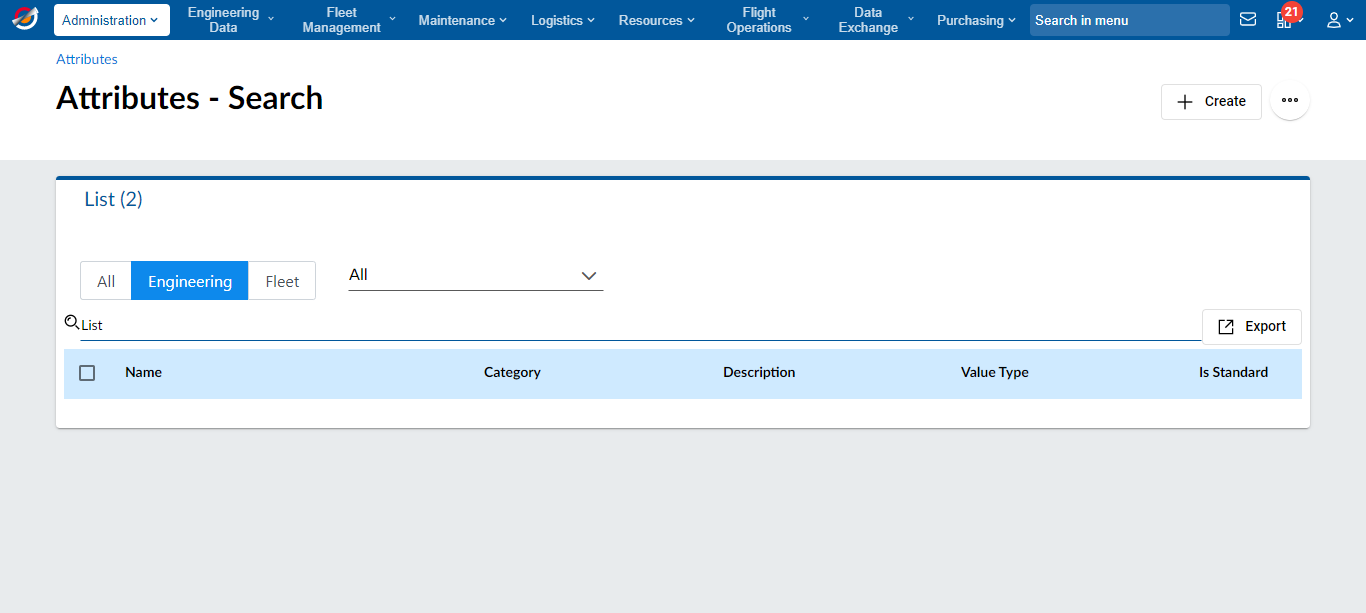 Administration
Engineering
Data
Fleet
Management
Maintenance
Logistics
Resources
Flight
Operations
Data
Exchange
Purchasing
Search in menu
21
Attributes
Attributes - Search
Create
List (2)
All
Engineering
Fleet
All
List
Export
Name
Category
Description
Value Type
Is Standard